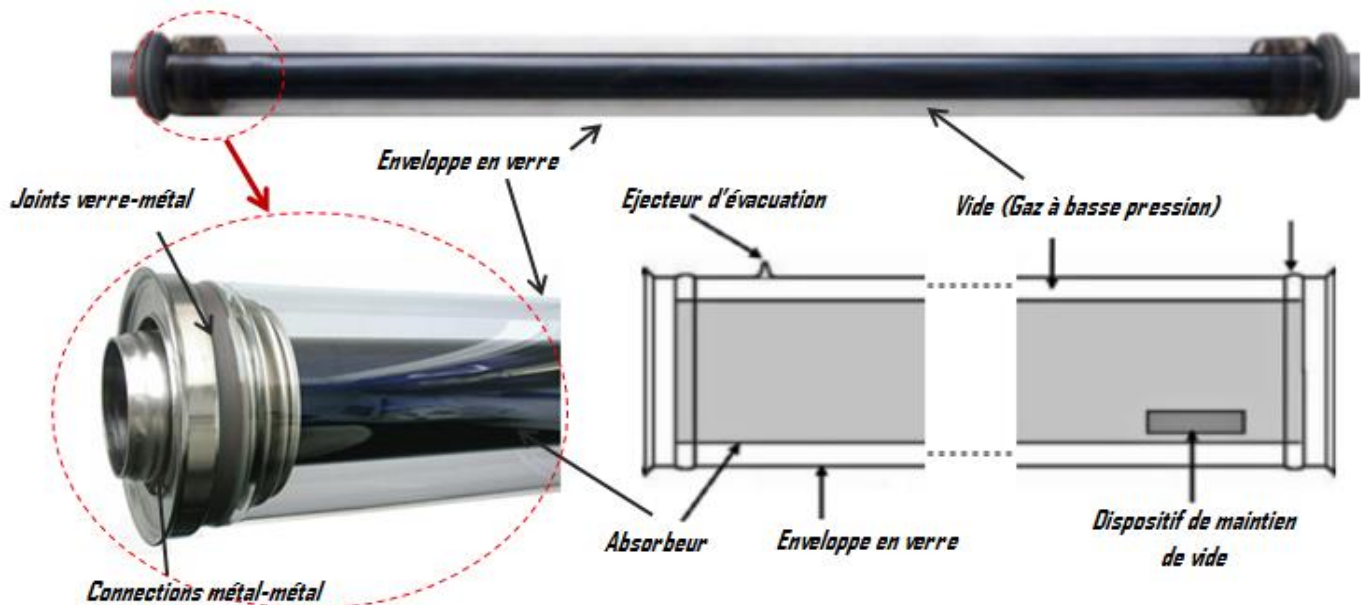 Enveloppe en verre
Joints verre-métal
Ejecteur d'évacuation
Vide (Gaz à basse pression)
Absorbeur
Enveloppe en verre
Dispositif de maintien
de vide
Connections métal-métal